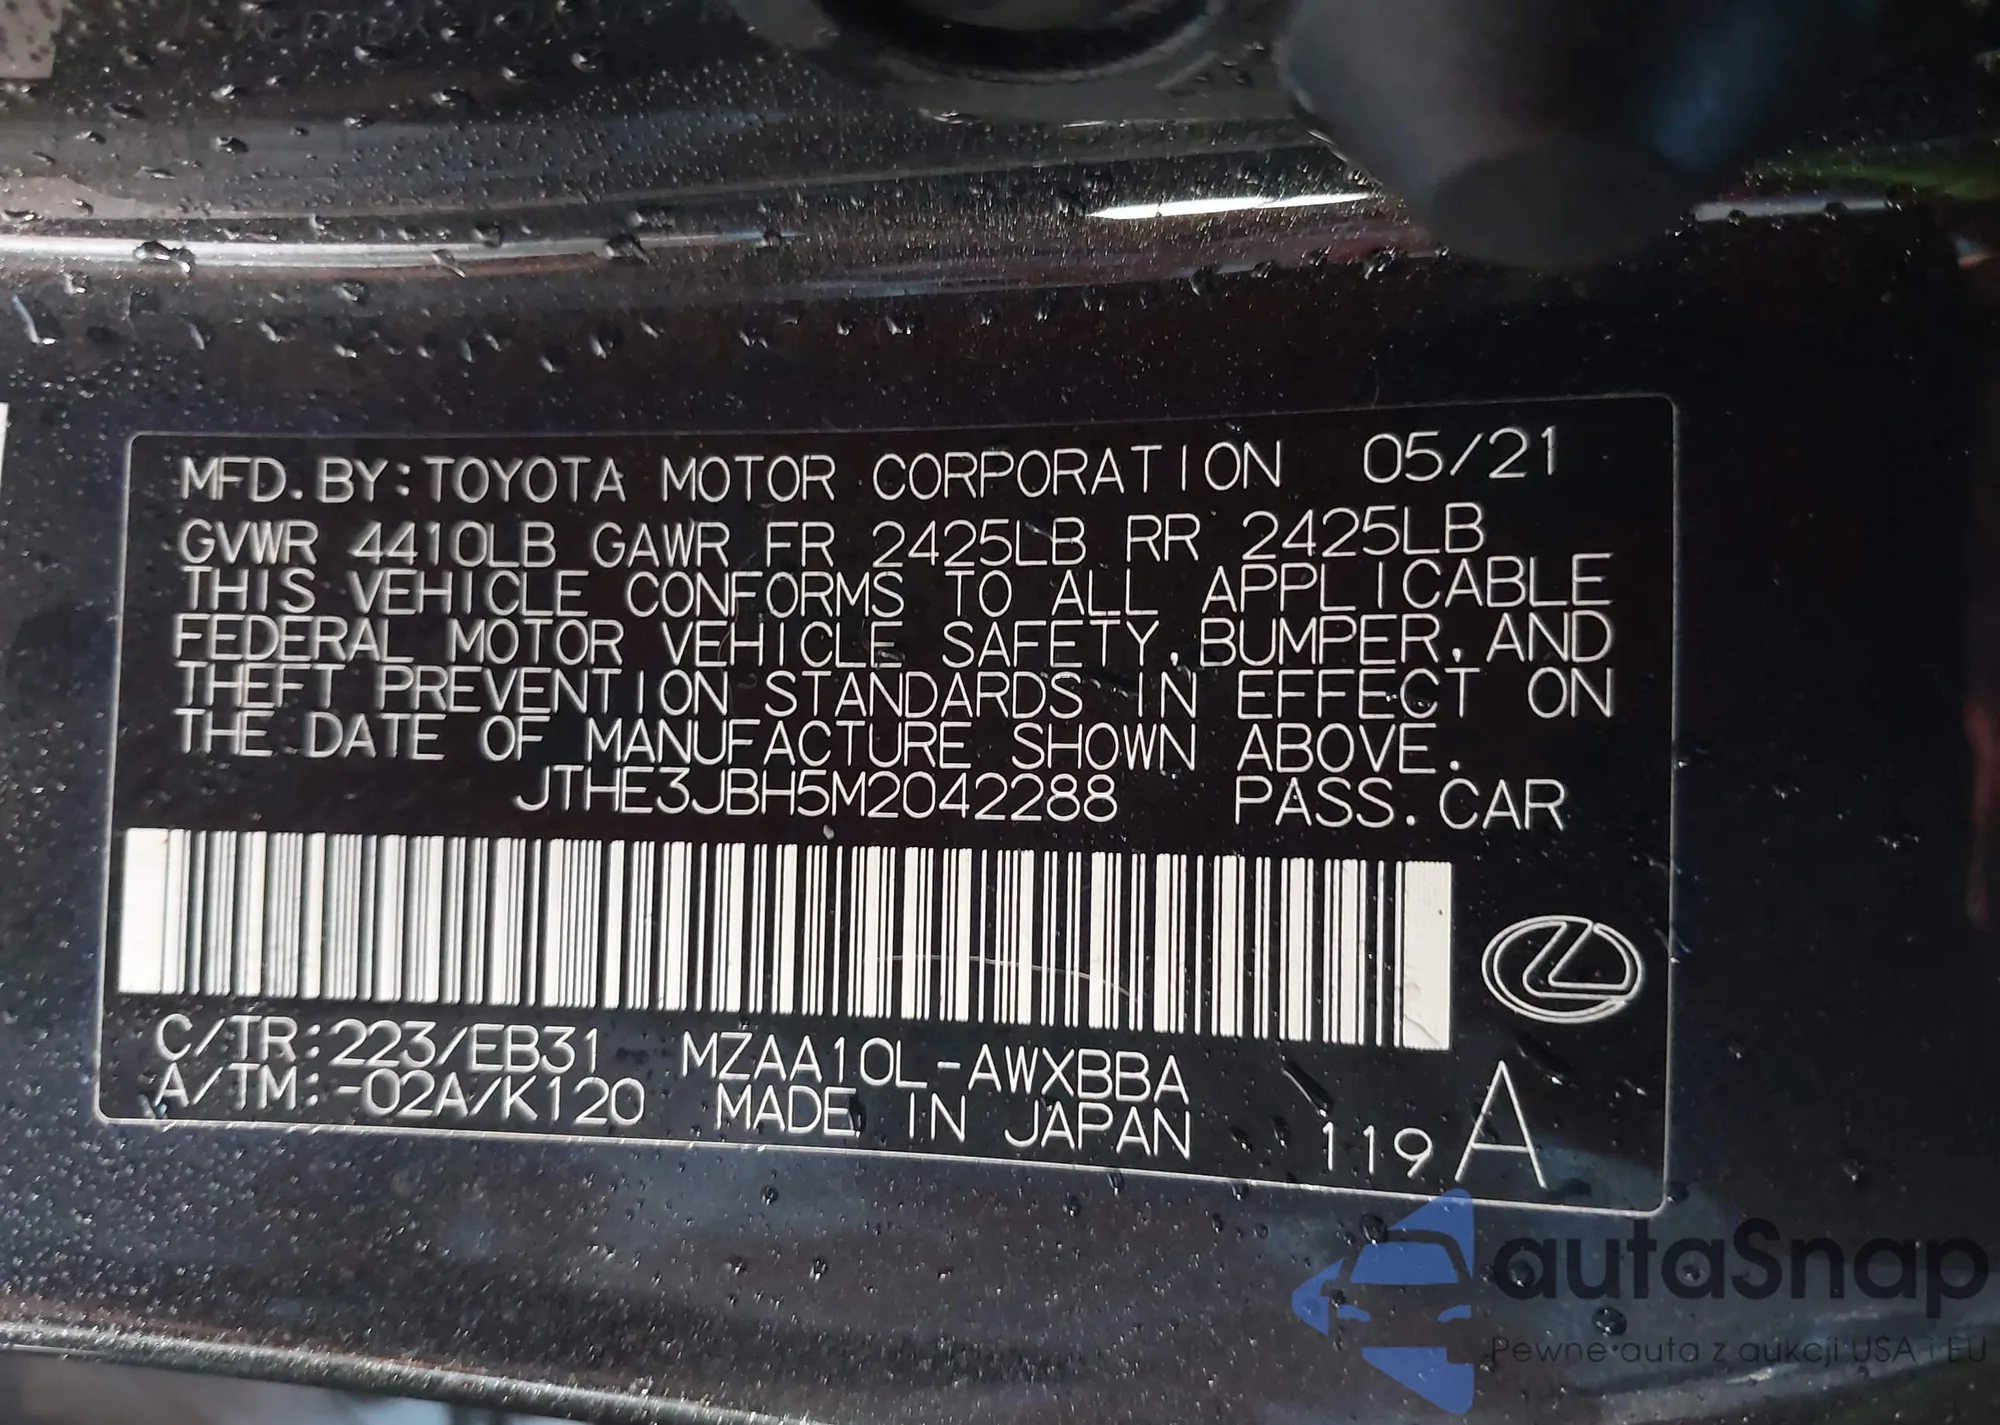 MFD. BY: TOYOTA MOTOR CORPORATION 05/21
GVWR 4410LB GAWR FR 2425LB RR 2425LB
THIS VEHICLE CONFORMS TO ALL APPLICABLE
FEDERAL MOTOR VEHICLE SAFETY, BUMPER, AND
THEFT PREVENTION STANDARDS IN EFFECT ON
THE DATE OF MANUFACTURE SHOWN ABOVE.
JTHE3JBH5M2042288 PASS. CAR
C/TR: 223/EB31 MZAA10L-AWXBBA
A/TM: -02A/K120 MADE IN JAPAN 119 A
autaSnap
Pewne auta z aukcji USA i EU